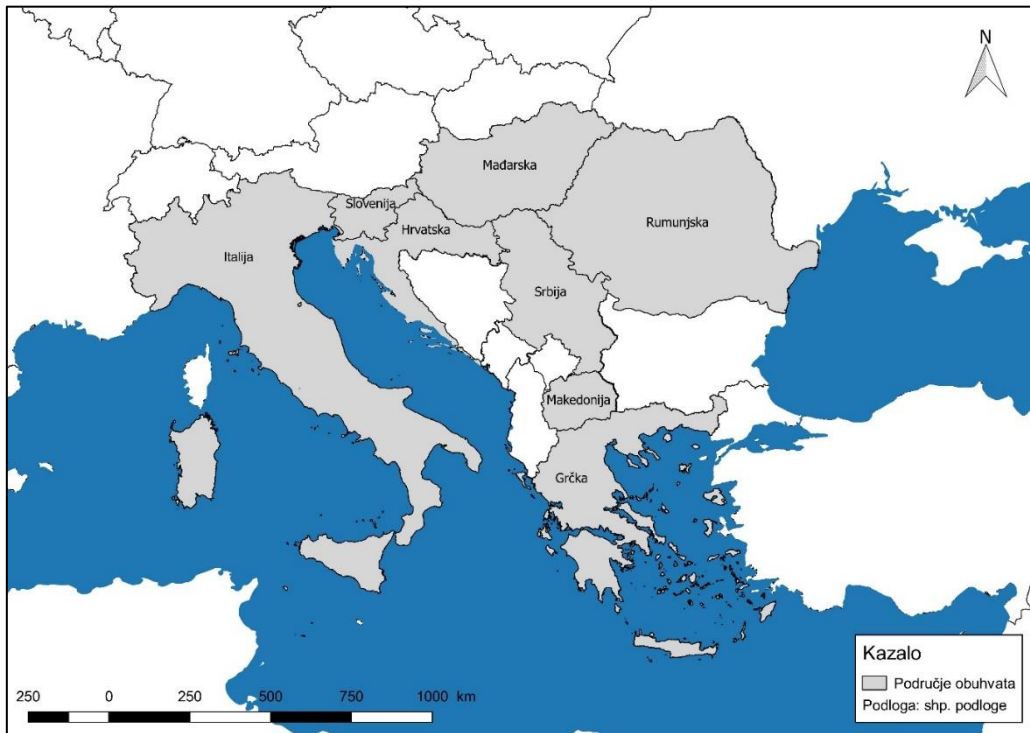 N
Mađarska
Slovenija
Hrvatska
Rumunjska
Italija
Srbija
Makedonija
Grčka
Kazalo
Područje obuhvata
Podloga: shp. podloge
250 0 250 500 750 1000 km